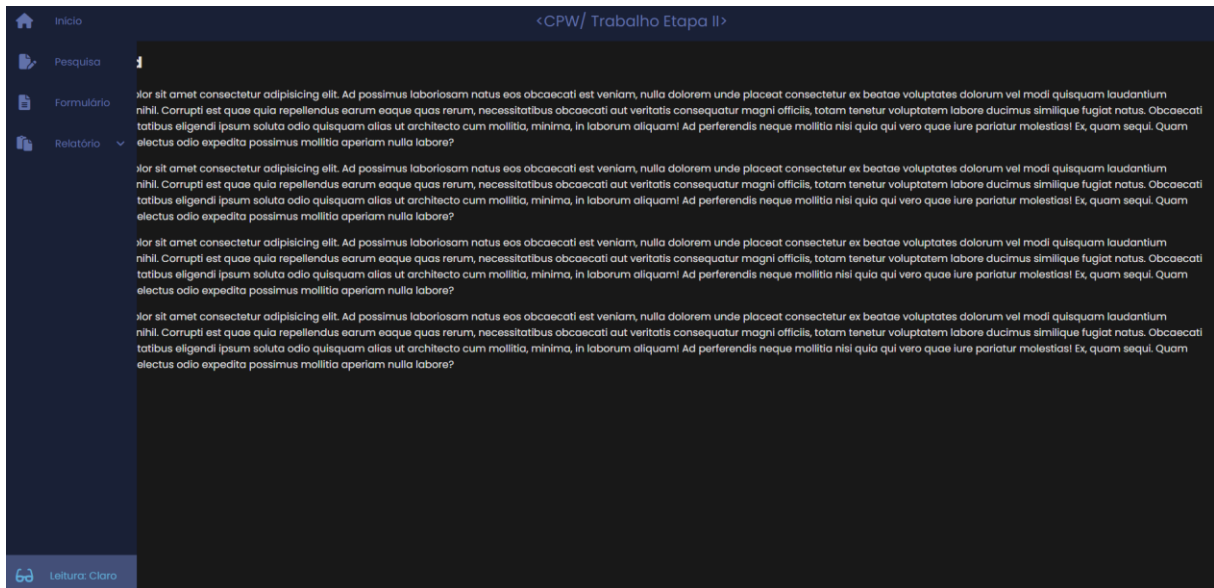 Início
<CPW/ Trabalho Etapa II>
Pesquisa
Formulário
Relatório
Leitura: Claro
d
olor sit amet consectetur adipisicing elit. Ad possimus laboriosam natus eos obcaecati est veniam, nulla dolorem unde placeat consectetur ex beatae voluptates dolorum vel modi quisquam laudantium
nihil. Corrupti est quae quia repellendus earum eaque quas rerum, necessitatibus obcaecati aut veritatis consequatur magni officiis, totam tenetur voluptatem labore ducimus similique fugiat natus. Obcaecati
tatibus eligendi ipsum soluta odio quisquam alias ut architecto cum mollitia, minima, in laborum aliquam! Ad perferendis neque mollitia nisi quia qui vero quae iure pariatur molestias! Ex, quam sequi. Quam
electus odio expedita possimus mollitia aperiam nulla labore?
olor sit amet consectetur adipisicing elit. Ad possimus laboriosam natus eos obcaecati est veniam, nulla dolorem unde placeat consectetur ex beatae voluptates dolorum vel modi quisquam laudantium
nihil. Corrupti est quae quia repellendus earum eaque quas rerum, necessitatibus obcaecati aut veritatis consequatur magni officiis, totam tenetur voluptatem labore ducimus similique fugiat natus. Obcaecati
tatibus eligendi ipsum soluta odio quisquam alias ut architecto cum mollitia, minima, in laborum aliquam! Ad perferendis neque mollitia nisi quia qui vero quae iure pariatur molestias! Ex, quam sequi. Quam
electus odio expedita possimus mollitia aperiam nulla labore?
olor sit amet consectetur adipisicing elit. Ad possimus laboriosam natus eos obcaecati est veniam, nulla dolorem unde placeat consectetur ex beatae voluptates dolorum vel modi quisquam laudantium
nihil. Corrupti est quae quia repellendus earum eaque quas rerum, necessitatibus obcaecati aut veritatis consequatur magni officiis, totam tenetur voluptatem labore ducimus similique fugiat natus. Obcaecati
tatibus eligendi ipsum soluta odio quisquam alias ut architecto cum mollitia, minima, in laborum aliquam! Ad perferendis neque mollitia nisi quia qui vero quae iure pariatur molestias! Ex, quam sequi. Quam
electus odio expedita possimus mollitia aperiam nulla labore?
olor sit amet consectetur adipisicing elit. Ad possimus laboriosam natus eos obcaecati est veniam, nulla dolorem unde placeat consectetur ex beatae voluptates dolorum vel modi quisquam laudantium
nihil. Corrupti est quae quia repellendus earum eaque quas rerum, necessitatibus obcaecati aut veritatis consequatur magni officiis, totam tenetur voluptatem labore ducimus similique fugiat natus. Obcaecati
tatibus eligendi ipsum soluta odio quisquam alias ut architecto cum mollitia, minima, in laborum aliquam! Ad perferendis neque mollitia nisi quia qui vero quae iure pariatur molestias! Ex, quam sequi. Quam
electus odio expedita possimus mollitia aperiam nulla labore?